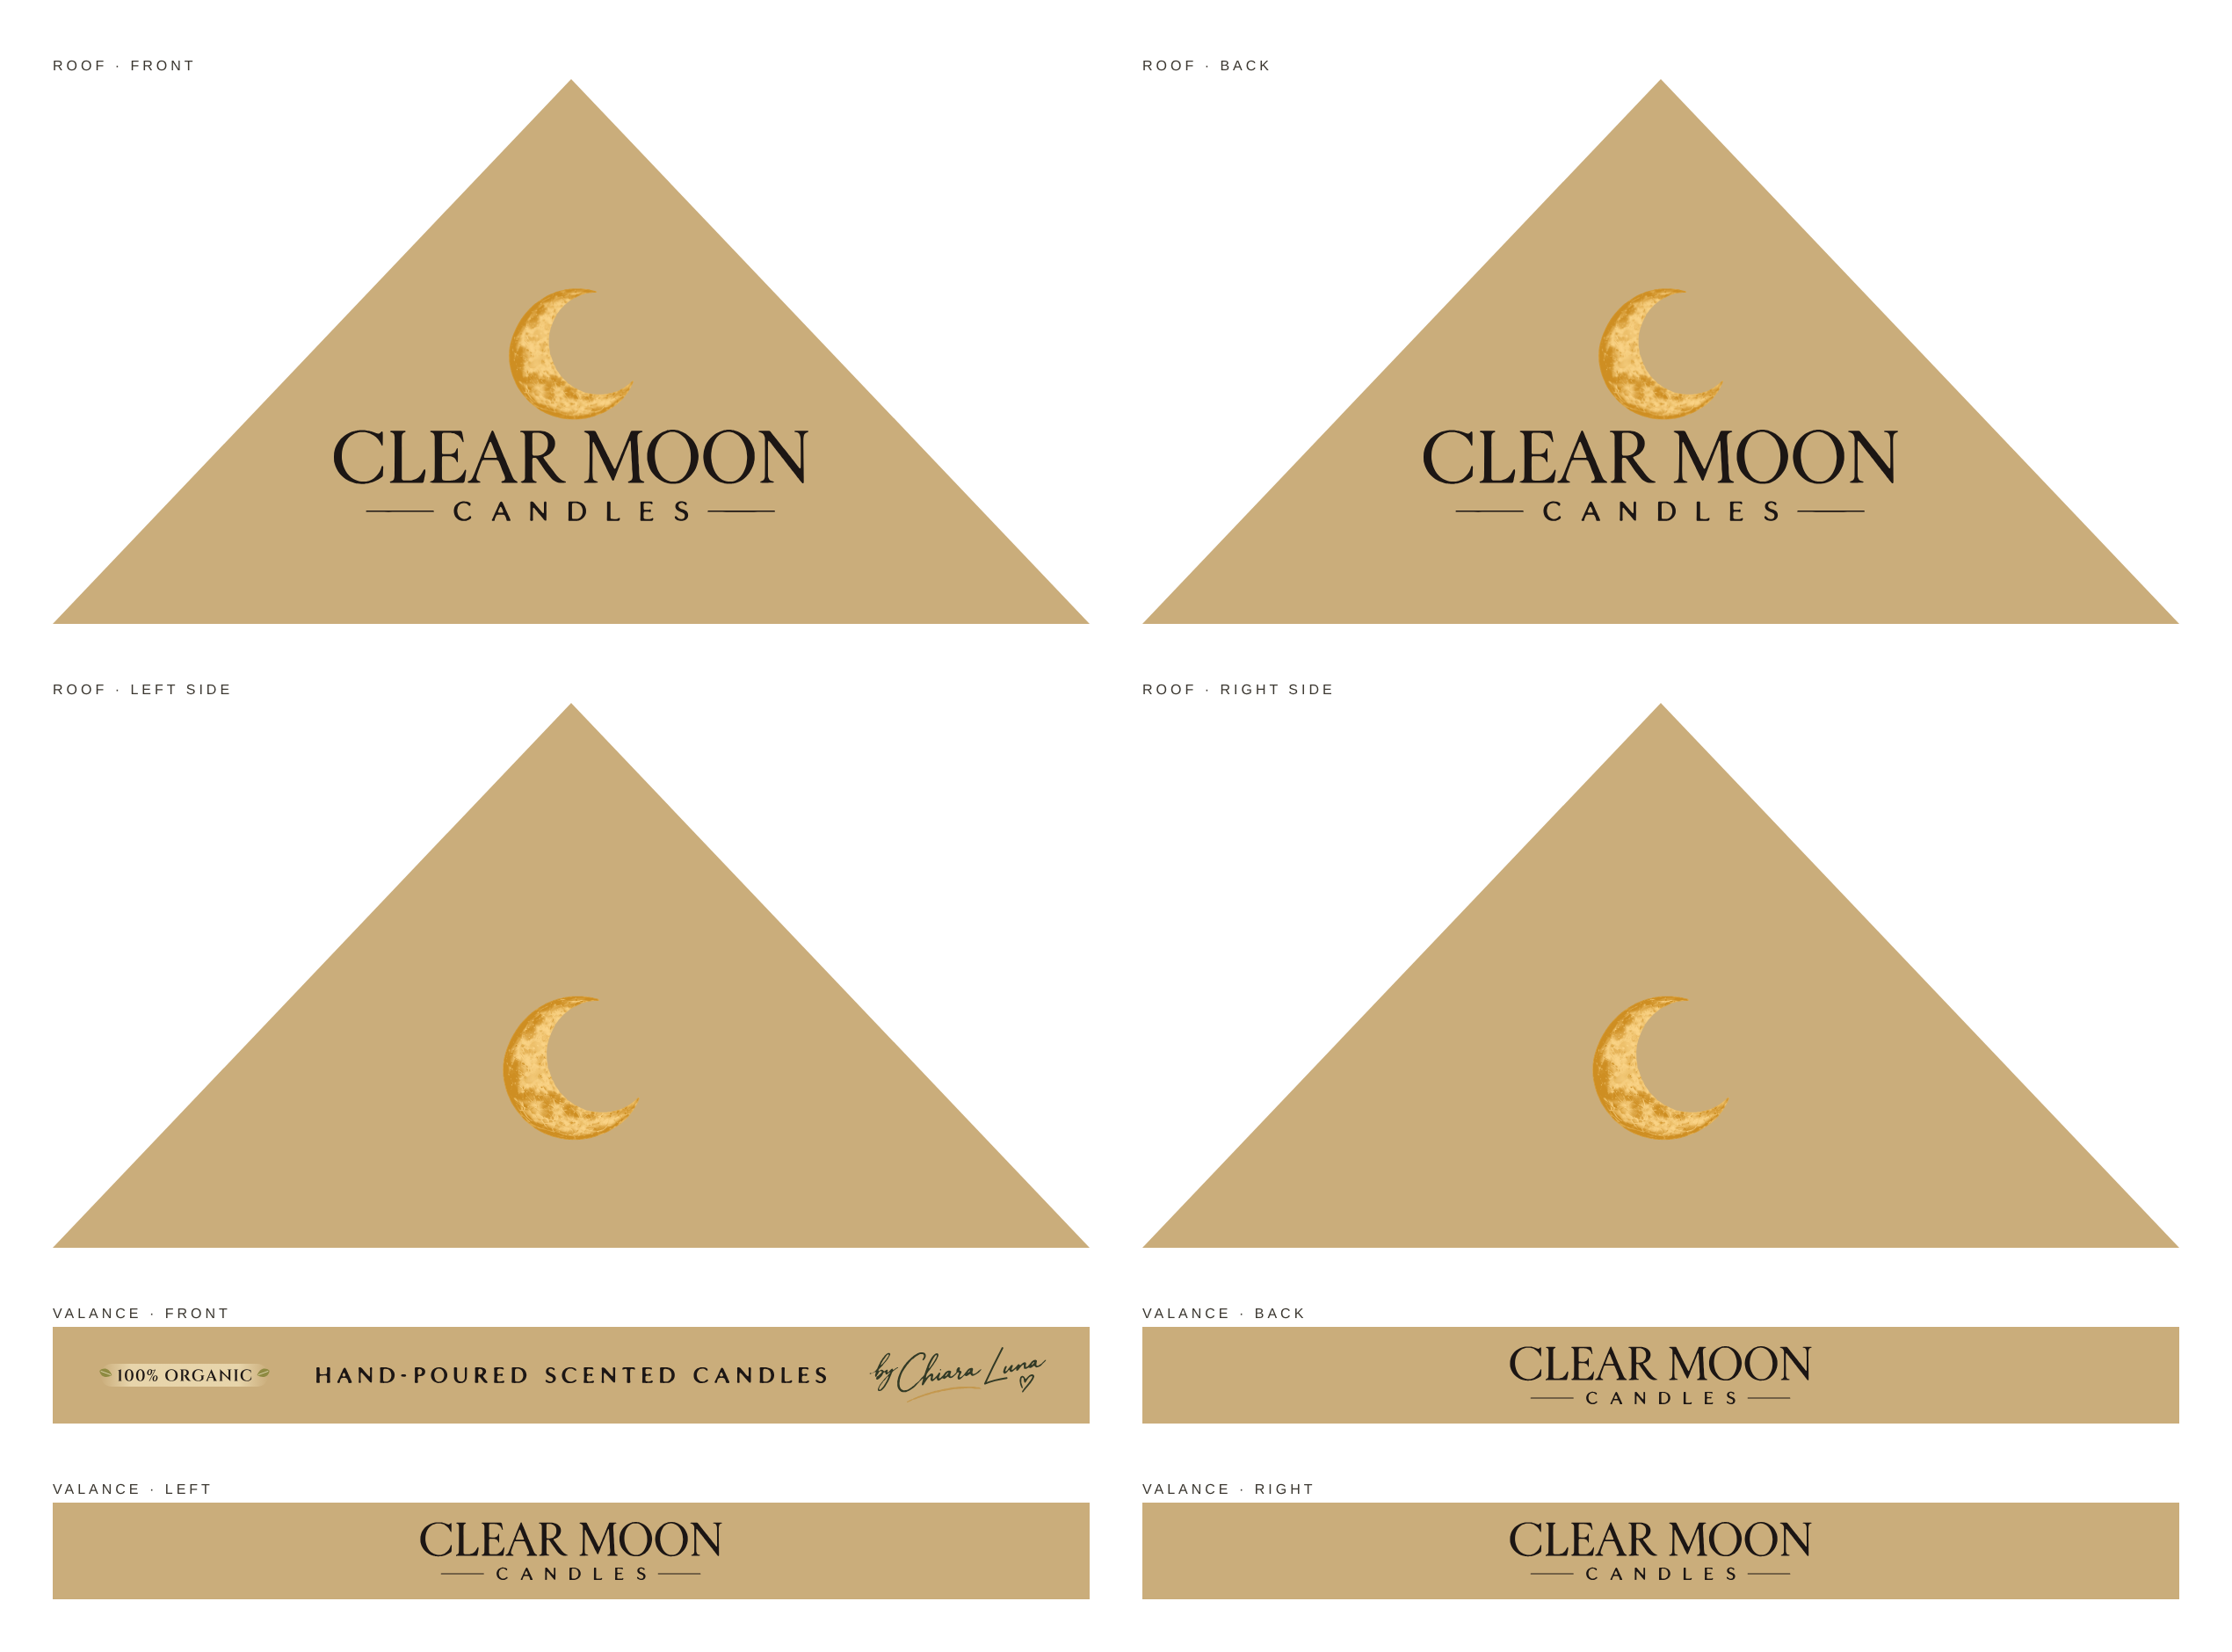 ROOF · FRONT
ROOF · BACK
CLEAR MOON
CANDLES
CLEAR MOON
CANDLES
ROOF · LEFT SIDE
ROOF · RIGHT SIDE
VALANCE · FRONT
VALANCE · BACK
100% ORGANIC
HAND-POURED SCENTED CANDLES
by Chiara Luna
CLEAR MOON
CANDLES
VALANCE · LEFT
VALANCE · RIGHT
CLEAR MOON
CANDLES
CLEAR MOON
CANDLES